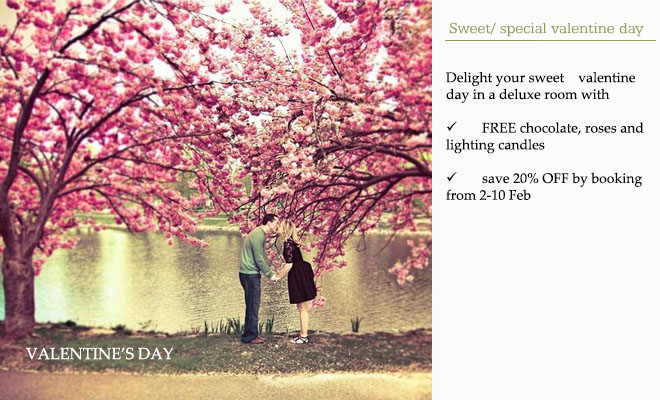 Sweet/ special valentine day
Delight your sweet valentine
day in a deluxe room with
✓ FREE chocolate, roses and
lighting candles
✓ save 20% OFF by booking
from 2-10 Feb
VALENTINE'S DAY